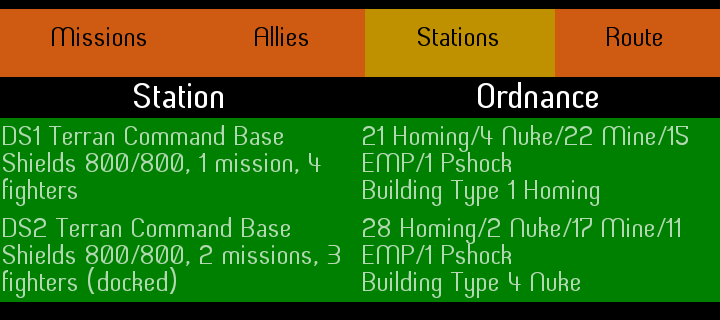 Missions Allies Stations Route
Station Ordnance
DS1 Terran Command Base
Shields 800/800, 1 mission, 4
fighters
21 Homing/4 Nuke/22 Mine/15
EMP/1 Pshock
Building Type 1 Homing
DS2 Terran Command Base
Shields 800/800, 2 missions, 3
fighters (docked)
28 Homing/2 Nuke/17 Mine/11
EMP/1 Pshock
Building Type 4 Nuke